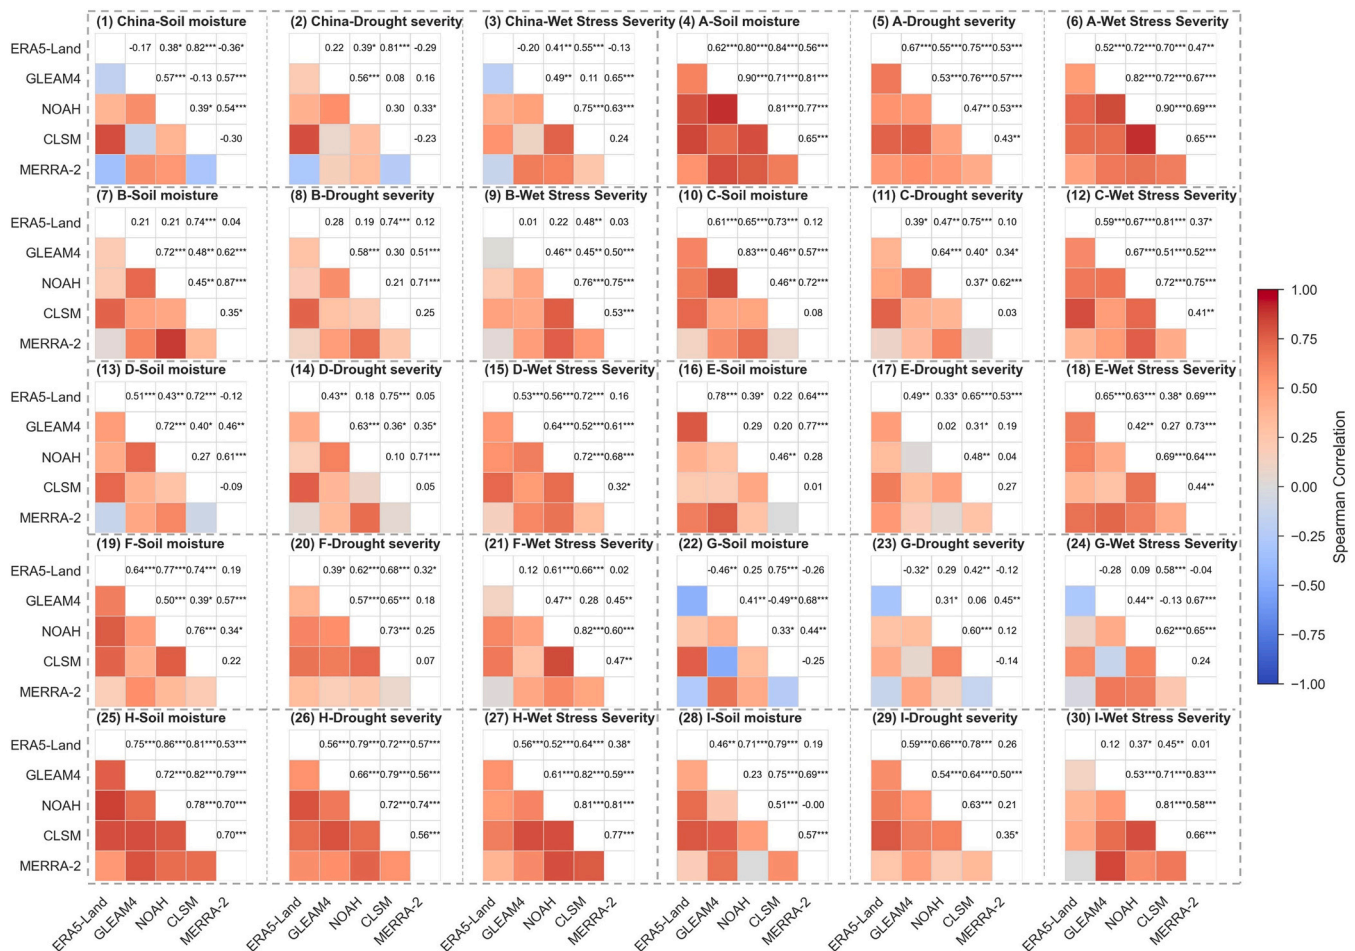 (1) China-Soil moisture (2) China-Drought severity (3) China-Wet Stress Severity (4) A-Soil moisture (5) A-Drought severity (6) A-Wet Stress Severity
ERA5-Land -0.17 0.38* 0.82*** -0.36* 0.22 0.39* 0.81*** -0.29 -0.20 0.41** 0.55*** -0.13 0.62*** 0.80*** 0.84*** 0.56*** 0.67*** 0.55*** 0.75*** 0.53*** 0.52*** 0.72*** 0.70*** 0.47**
GLEAM4 0.57*** -0.13 0.57*** 0.56*** 0.08 0.16 0.49** 0.11 0.65*** 0.90*** 0.71*** 0.81*** 0.53*** 0.76*** 0.57*** 0.82*** 0.72*** 0.67***
NOAH 0.39* 0.54*** 0.30 0.33* 0.75*** 0.63*** 0.81*** 0.77*** 0.47** 0.53*** 0.90*** 0.69***
CLSM -0.30 -0.23 0.24 0.65*** 0.43** 0.65***
MERRA-2
(7) B-Soil moisture (8) B-Drought severity (9) B-Wet Stress Severity (10) C-Soil moisture (11) C-Drought severity (12) C-Wet Stress Severity
ERA5-Land 0.21 0.21 0.74*** 0.04 0.28 0.19 0.74*** 0.12 0.01 0.22 0.48** 0.03 0.61*** 0.65*** 0.73*** 0.12 0.39* 0.47** 0.75*** 0.10 0.59*** 0.67*** 0.81*** 0.37*
GLEAM4 0.72*** 0.48** 0.62*** 0.58*** 0.30 0.51*** 0.46** 0.45** 0.50*** 0.83*** 0.46** 0.57*** 0.64*** 0.40* 0.34* 0.67*** 0.51*** 0.52***
NOAH 0.45** 0.87*** 0.21 0.71*** 0.76*** 0.75*** 0.46** 0.72*** 0.37* 0.62*** 0.72*** 0.75***
CLSM 0.35* 0.25 0.53*** 0.08 0.03 0.41**
MERRA-2
(13) D-Soil moisture (14) D-Drought severity (15) D-Wet Stress Severity (16) E-Soil moisture (17) E-Drought severity (18) E-Wet Stress Severity
ERA5-Land 0.51*** 0.43** 0.72*** -0.12 0.43** 0.18 0.75*** 0.05 0.53*** 0.56*** 0.72*** 0.16 0.78*** 0.39* 0.22 0.64*** 0.49** 0.33* 0.65*** 0.53*** 0.65*** 0.63*** 0.38* 0.69***
GLEAM4 0.72*** 0.40* 0.46** 0.63*** 0.36* 0.35* 0.64*** 0.52*** 0.61*** 0.29 0.20 0.77*** 0.02 0.31* 0.19 0.42** 0.27 0.73***
NOAH 0.27 0.61*** 0.10 0.71*** 0.72*** 0.68*** 0.46** 0.28 0.48** 0.04 0.69*** 0.64***
CLSM -0.09 0.05 0.32* 0.01 0.27 0.44**
MERRA-2
(19) F-Soil moisture (20) F-Drought severity (21) F-Wet Stress Severity (22) G-Soil moisture (23) G-Drought severity (24) G-Wet Stress Severity
ERA5-Land 0.64*** 0.77*** 0.74*** 0.19 0.39* 0.62*** 0.68*** 0.32* 0.12 0.61*** 0.66*** 0.02 -0.46** 0.25 0.75*** -0.26 -0.32* 0.29 0.42** -0.12 -0.28 0.09 0.58*** -0.04
GLEAM4 0.50*** 0.39* 0.57*** 0.57*** 0.65*** 0.18 0.47** 0.28 0.45** 0.41** -0.49** 0.68*** 0.31* 0.06 0.45** 0.44** -0.13 0.67***
NOAH 0.76*** 0.34* 0.73*** 0.25 0.82*** 0.60*** 0.33* 0.44** 0.60*** 0.12 0.62*** 0.65***
CLSM 0.22 0.07 0.47** -0.25 -0.14 0.24
MERRA-2
(25) H-Soil moisture (26) H-Drought severity (27) H-Wet Stress Severity (28) I-Soil moisture (29) I-Drought severity (30) I-Wet Stress Severity
ERA5-Land 0.75*** 0.86*** 0.81*** 0.53*** 0.56*** 0.79*** 0.72*** 0.57*** 0.56*** 0.52*** 0.64*** 0.38* 0.46** 0.71*** 0.79*** 0.19 0.59*** 0.66*** 0.78*** 0.26 0.12 0.37* 0.45** 0.01
GLEAM4 0.72*** 0.82*** 0.79*** 0.66*** 0.79*** 0.56*** 0.61*** 0.82*** 0.59*** 0.23 0.75*** 0.69*** 0.54*** 0.64*** 0.50*** 0.53*** 0.71*** 0.83***
NOAH 0.78*** 0.70*** 0.72*** 0.74*** 0.81*** 0.81*** 0.51*** -0.00 0.63*** 0.21 0.81*** 0.58***
CLSM 0.70*** 0.56*** 0.77*** 0.57*** 0.35* 0.66***
MERRA-2
ERA5-Land GLEAM4 NOAH CLSM MERRA-2 ERA5-Land GLEAM4 NOAH CLSM MERRA-2 ERA5-Land GLEAM4 NOAH CLSM MERRA-2 ERA5-Land GLEAM4 NOAH CLSM MERRA-2 ERA5-Land GLEAM4 NOAH CLSM MERRA-2 ERA5-Land GLEAM4 NOAH CLSM MERRA-2
1.00
0.75
0.50
0.25
0.00
−0.25
−0.50
−0.75
−1.00
Spearman Correlation